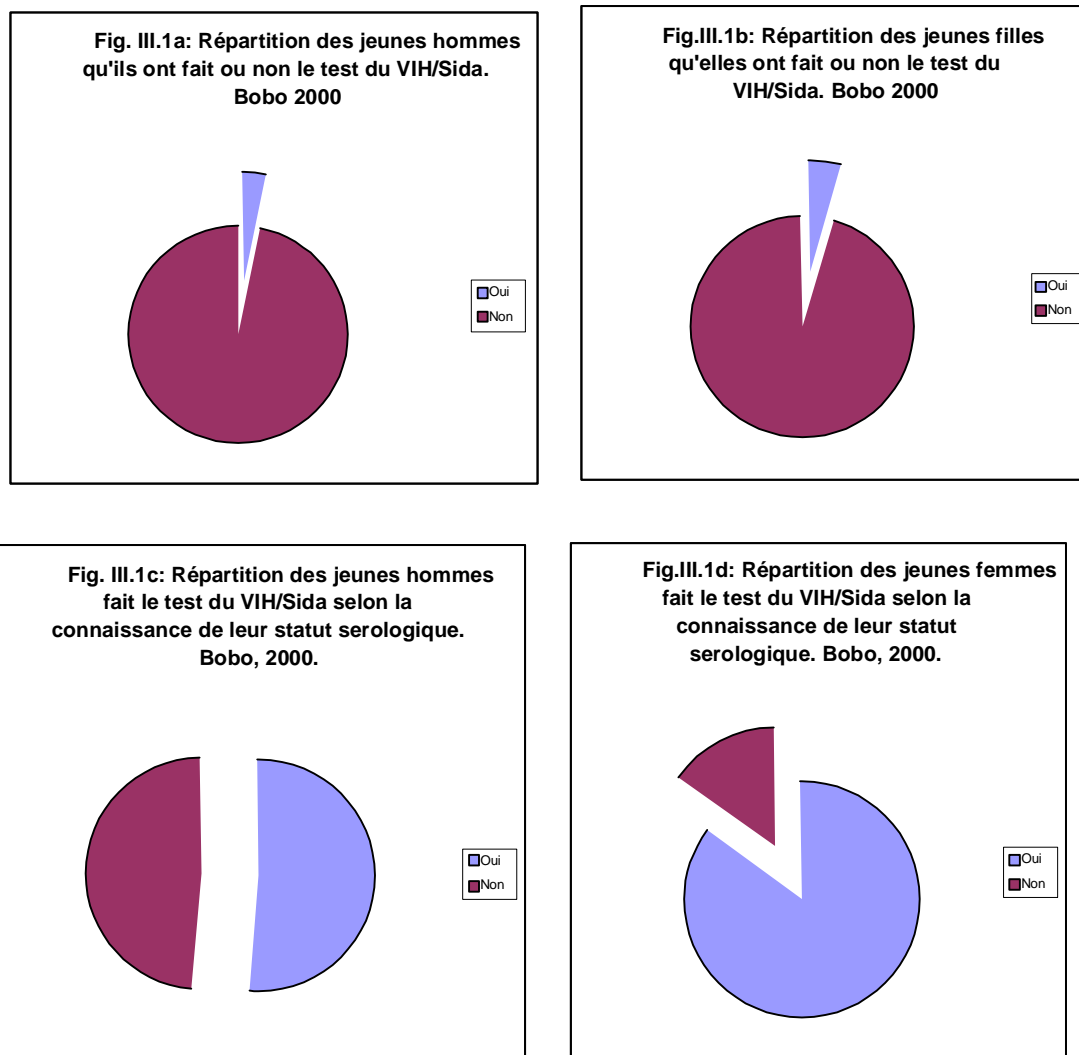 Fig. III.1a: Répartition des jeunes hommes
qu'ils ont fait ou non le test du VIH/Sida.
Bobo 2000
Oui
Non
Fig.III.1b: Répartition des jeunes filles
qu'elles ont fait ou non le test du
VIH/Sida. Bobo 2000
Oui
Non
Fig. III.1c: Répartition des jeunes hommes
fait le test du VIH/Sida selon la
connaissance de leur statut serologique.
Bobo, 2000.
Oui
Non
Fig.III.1d: Répartition des jeunes femmes
fait le test du VIH/Sida selon la
connaissance de leur statut
serologique. Bobo, 2000.
Oui
Non